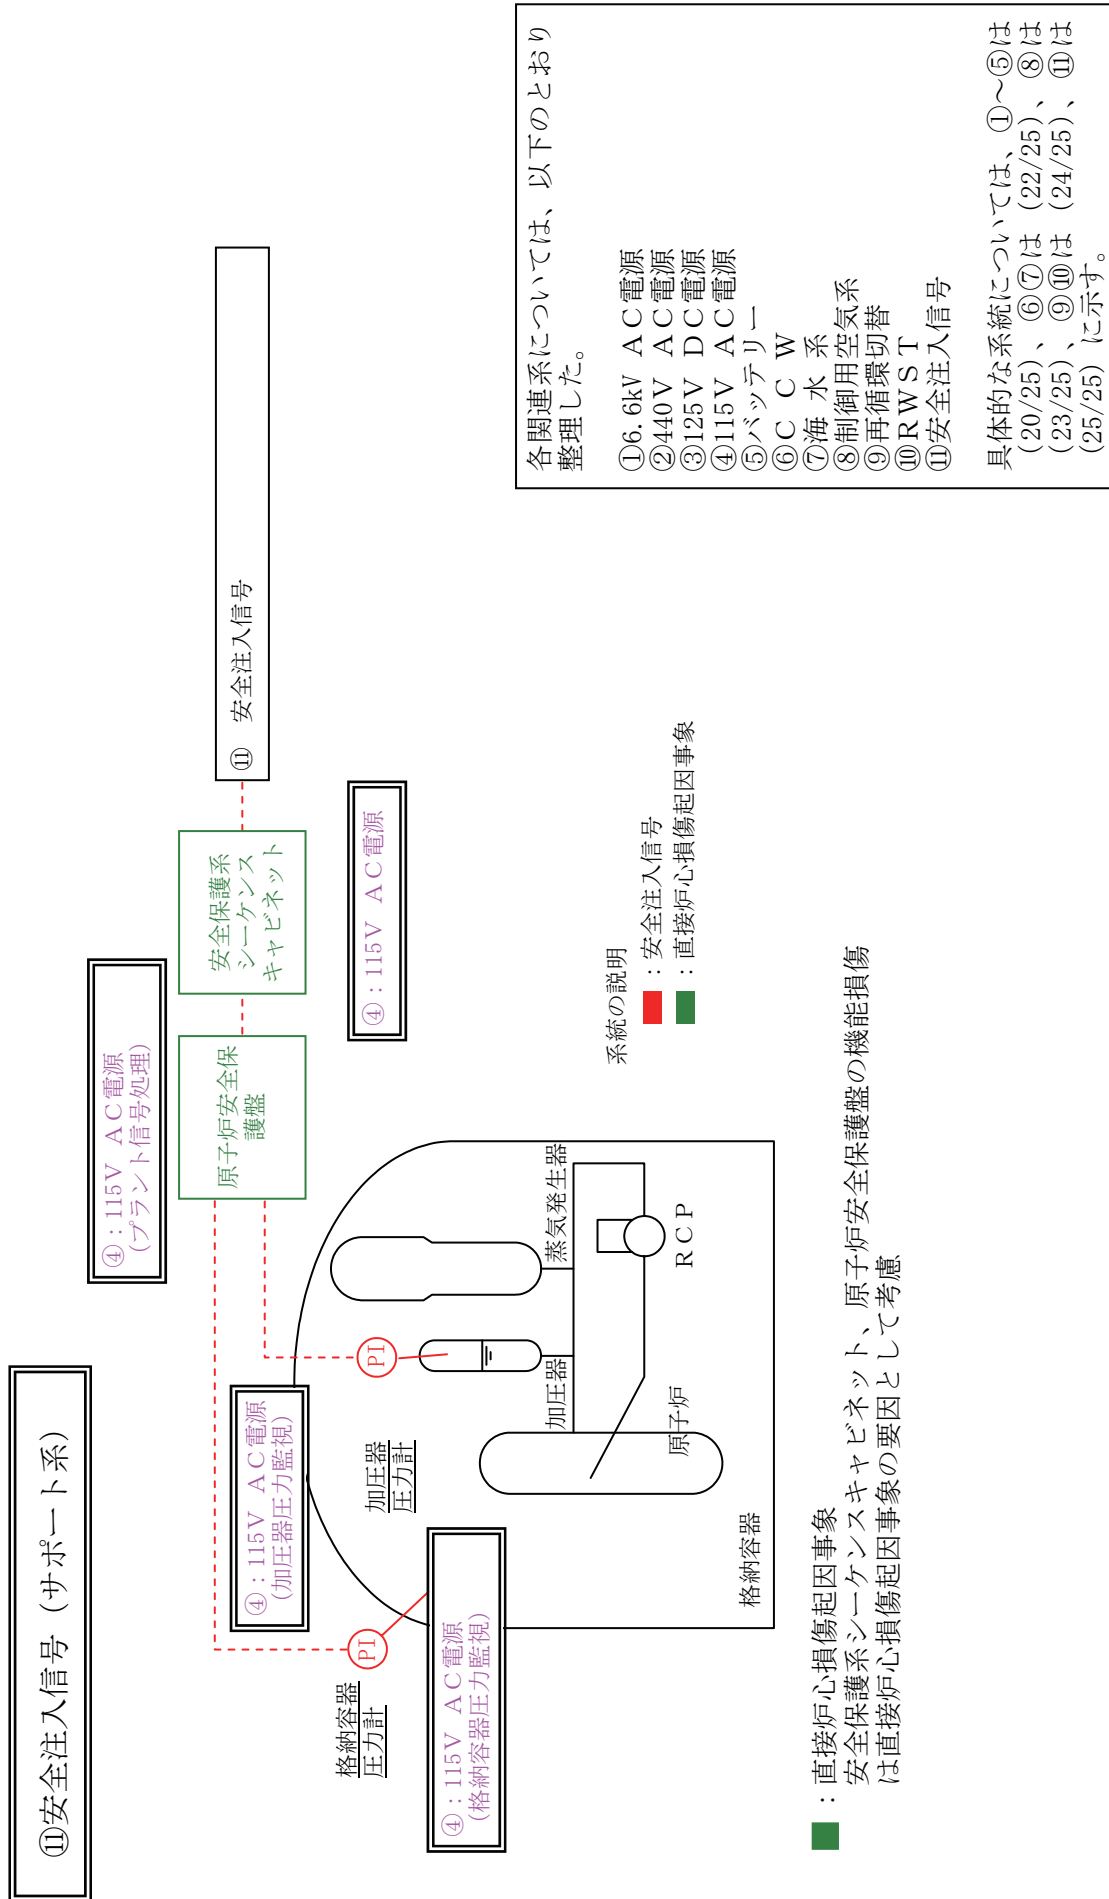 ⑪安全注入信号（サポート系）
④：115V AC電源
（プラント信号処理）
原子炉安全保
護盤
安全保護系
シーケンス
キャビネット
⑪ 安全注入信号
④：115V AC電源
④：115V AC電源
（加圧器圧力監視）
格納容器
圧力計
PI
加圧器
圧力計
PI
④：115V AC電源
（格納容器圧力監視）
加圧器
蒸気発生器
原子炉
RCP
格納容器
系統の説明
：安全注入信号
：直接炉心損傷起因事象
：直接炉心損傷起因事象
安全保護系シーケンスキャビネット、原子炉安全保護盤の機能損傷
は直接炉心損傷起因事象の要因として考慮
各関連系については、以下のとおり
整理した。
①6.6kV AC電源
②440V AC電源
③125V DC電源
④115V AC電源
⑤バッテリー
⑥C C W
⑦海 水 系
⑧制御用空気系
⑨再循環切替
⑩RWST
⑪安全注入信号
具体的な系統については、①～⑤は
（20/25）、⑥⑦は（22/25）、⑧は
（23/25）、⑨⑩は（24/25）、⑪は
（25/25）に示す。